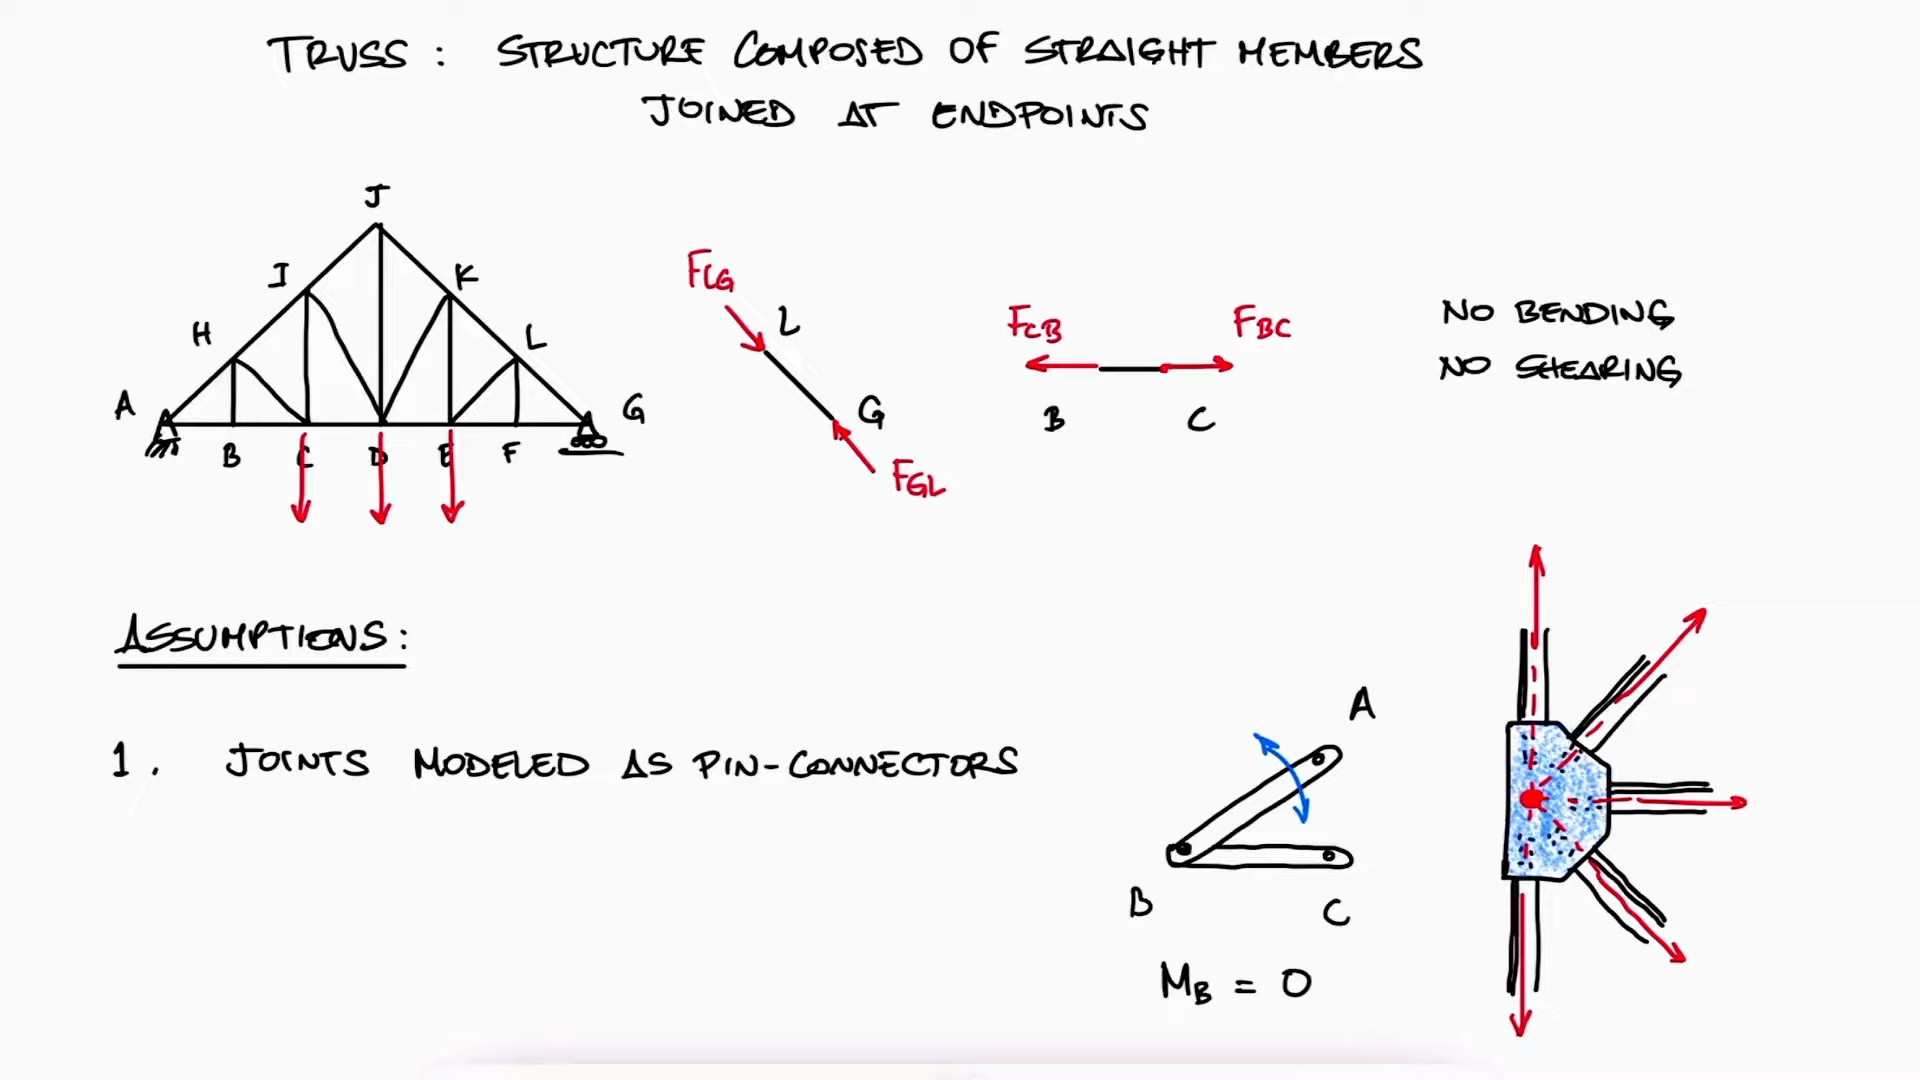 TRUSS : STRUCTURE COMPOSED OF STRAIGHT MEMBERS
JOINED AT ENDPOINTS
J
I
K
H
L
A
G
B
C
D
E
F
FLG
L
G
FGL
FCB
FBC
B
C
NO BENDING
NO SHEARING
ASSUMPTIONS:
1. JOINTS MODELED AS PIN-CONNECTORS
A
B
C
MB = 0